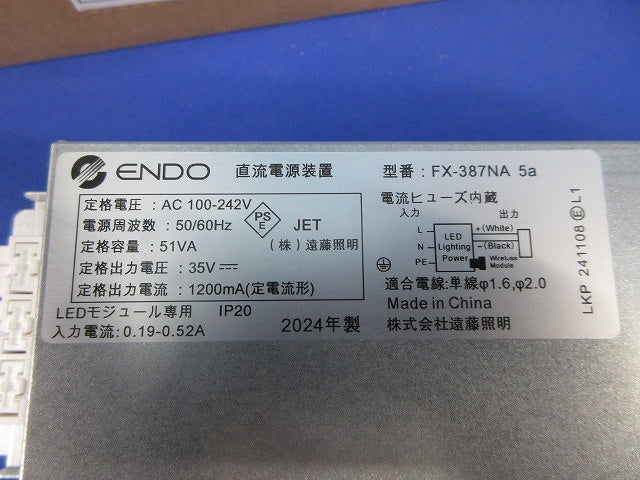 ENDO 直流電源装置 型番：FX-387NA 5a
定格電圧：AC 100-242V
電源周波数：50/60Hz
定格容量：51VA
定格出力電圧：35V⎓
定格出力電流：1200mA(定電流形)
PS
E
JET
(株)遠藤照明
LEDモジュール専用 IP20
入力電流:0.19-0.52A 2024年製
電流ヒューズ内蔵
入力 出力
L
N
PE
LED
Lighting
Power
+(White)
-(Black)
Wireless
Module
適合電線:単線φ1.6,φ2.0
Made in China
株式会社遠藤照明
LKP 241108 Ⓔ L1